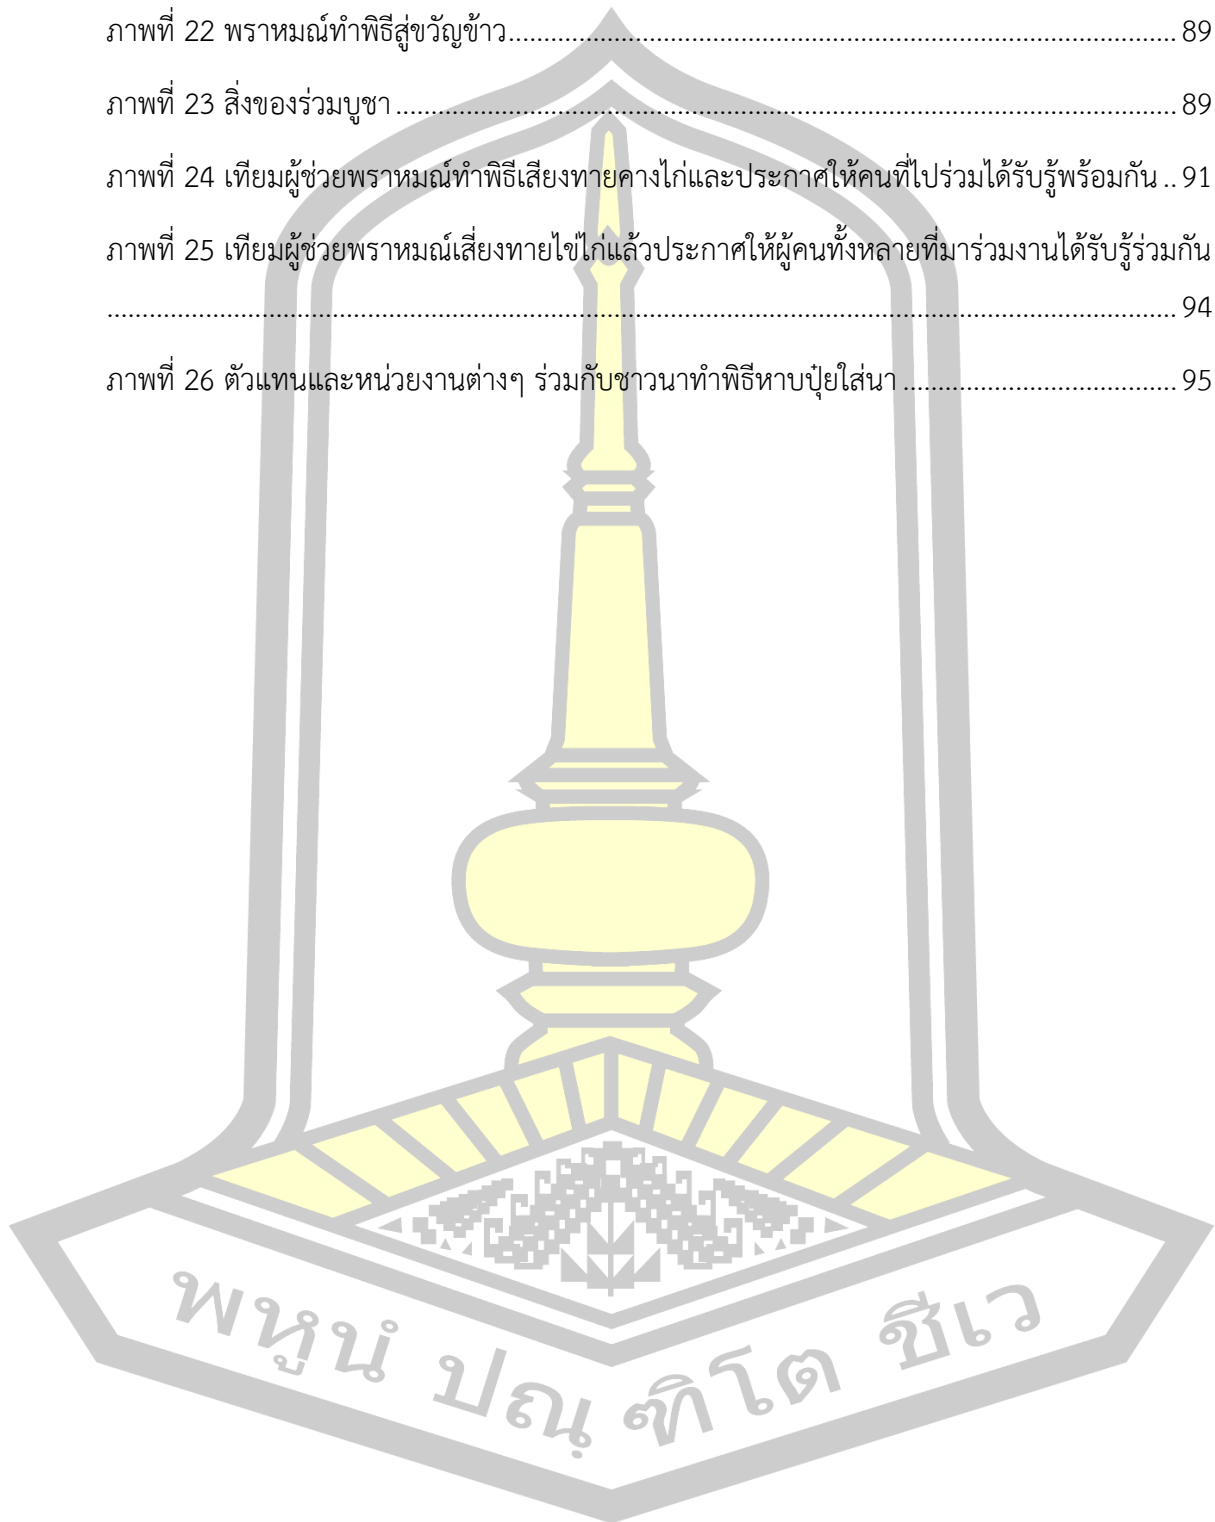 ภาพที่ 22 พราหมณ์ทำพิธีสู่ขวัญข้าว............................................................................... 89
ภาพที่ 23 สิ่งของร่วมบูชา............................................................................................ 89
ภาพที่ 24 เทียมผู้ช่วยพราหมณ์ทำพิธีเสียงทายคางไก่และประกาศให้คนที่ไปร่วมได้รับรู้พร้อมกัน .. 91
ภาพที่ 25 เทียมผู้ช่วยพราหมณ์เสี่ยงทายไข่ไก่แล้วประกาศให้ผู้คนทั้งหลายที่มาร่วมงานได้รับรู้ร่วมกัน
............................................................................................................................... 94
ภาพที่ 26 ตัวแทนและหน่วยงานต่างๆ ร่วมกับชาวนาทำพิธีหาบปุ๋ยใส่นา ................................. 95
พหูนํ ปณฺฑิโต ชีเว